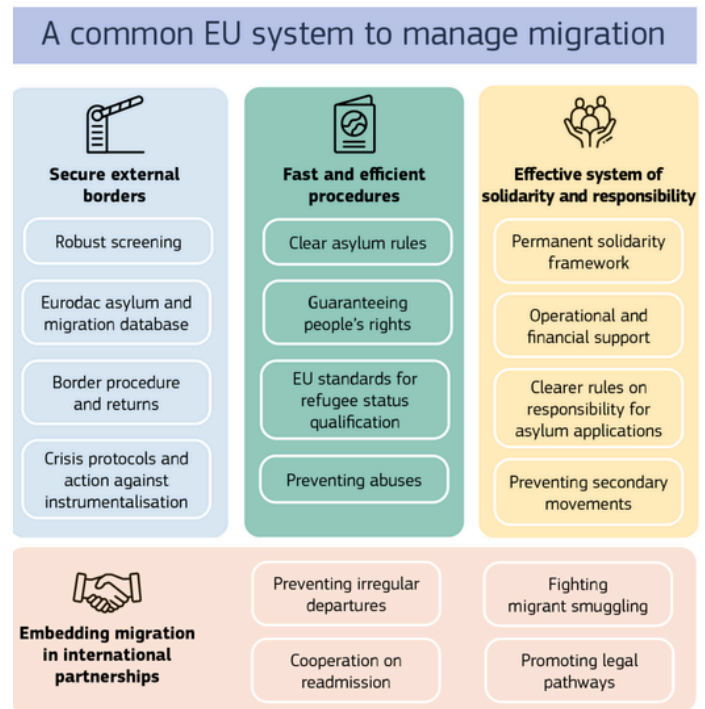 A common EU system to manage migration
Secure external
borders
Robust screening
Eurodac asylum and
migration database
Border procedure
and returns
Crisis protocols and
action against
instrumentalisation
Fast and efficient
procedures
Clear asylum rules
Guaranteeing
people's rights
EU standards for
refugee status
qualification
Preventing abuses
Effective system of
solidarity and responsibility
Permanent solidarity
framework
Operational and
financial support
Clearer rules on
responsibility for
asylum applications
Preventing secondary
movements
Embedding migration
in international
partnerships
Preventing irregular
departures
Fighting
migrant smuggling
Cooperation on
readmission
Promoting legal
pathways